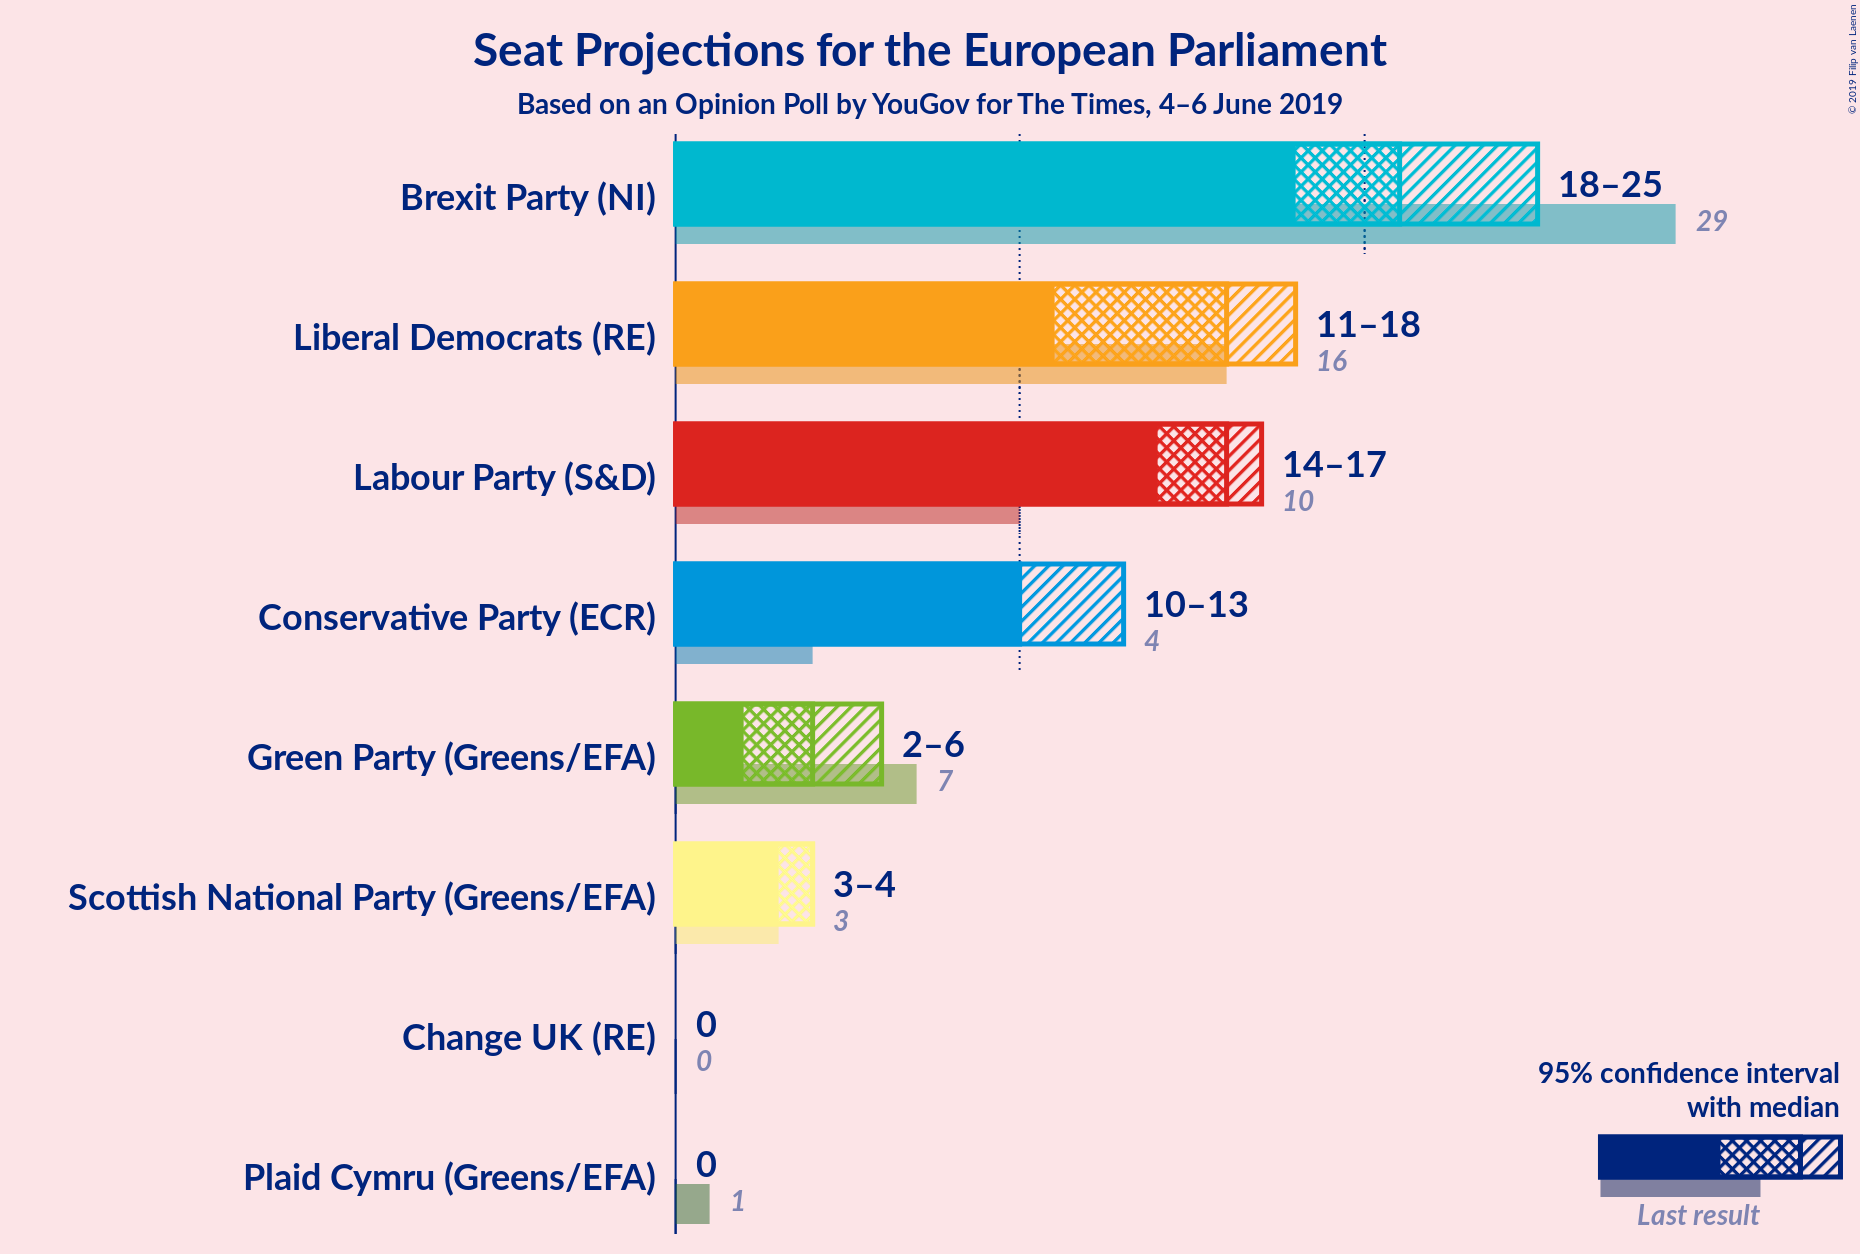 Seat Projections for the European Parliament
Based on an Opinion Poll by YouGov for The Times, 4–6 June 2019
© 2019 Filip van Laenen
Brexit Party (NI)
18–25
29
Liberal Democrats (RE)
11–18
16
Labour Party (S&D)
14–17
10
Conservative Party (ECR)
10–13
4
Green Party (Greens/EFA)
2–6
7
Scottish National Party (Greens/EFA)
3–4
3
Change UK (RE)
0
0
Plaid Cymru (Greens/EFA)
0
1
95% confidence interval
with median
Last result